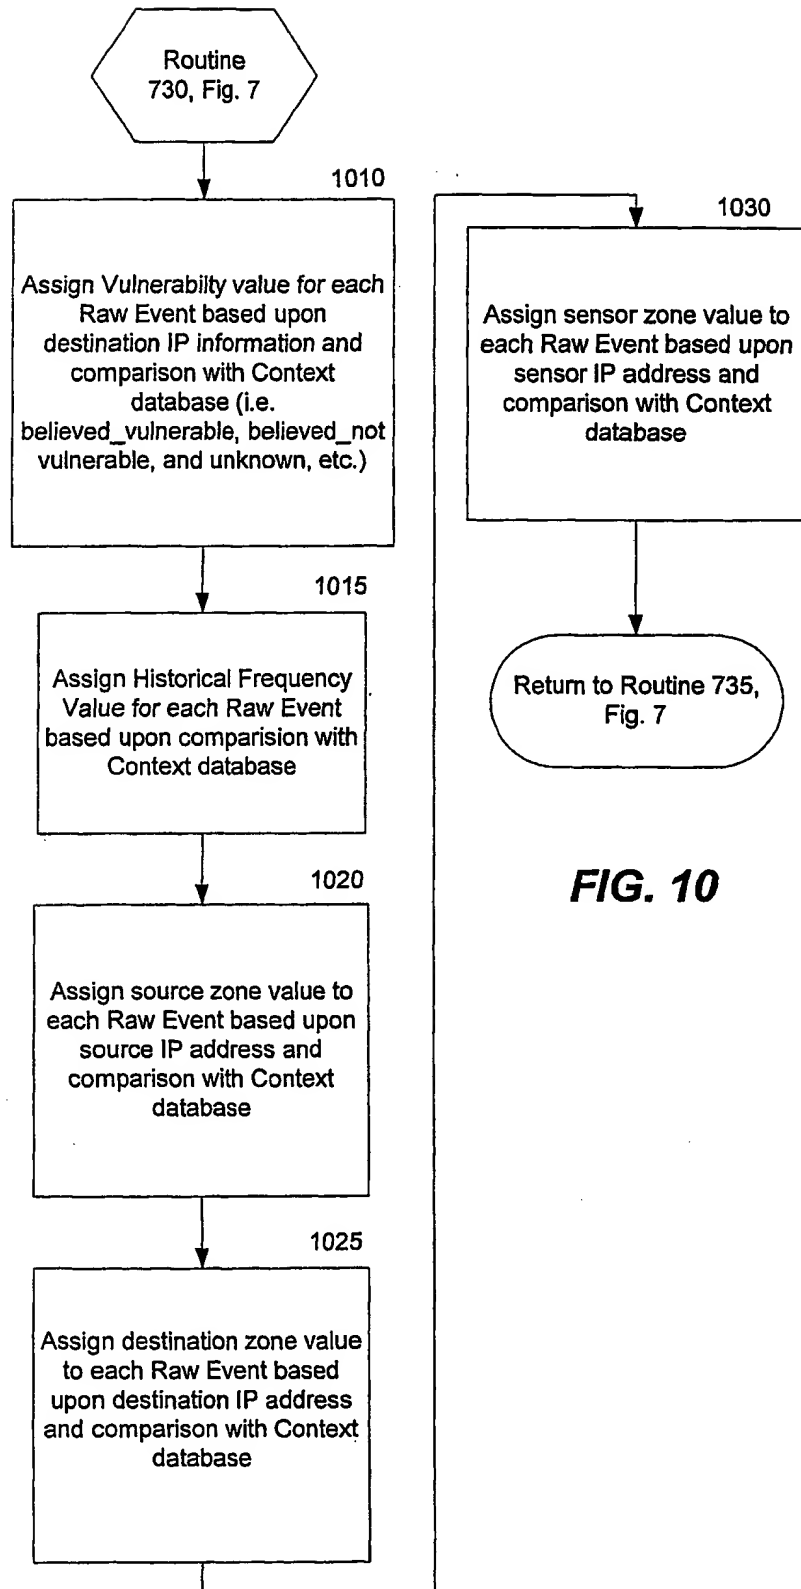 Routine
730, Fig. 7
1010
Assign Vulnerabilty value for each
Raw Event based upon
destination IP information and
comparison with Context
database (i.e.
believed_vulnerable, believed_not
vulnerable, and unknown, etc.)
1015
Assign Historical Frequency
Value for each Raw Event
based upon comparision with
Context database
1020
Assign source zone value to
each Raw Event based upon
source IP address and
comparison with Context
database
1025
Assign destination zone value
to each Raw Event based
upon destination IP address
and comparison with Context
database
1030
Assign sensor zone value to
each Raw Event based upon
sensor IP address and
comparison with Context
database
Return to Routine 735,
Fig. 7
FIG. 10